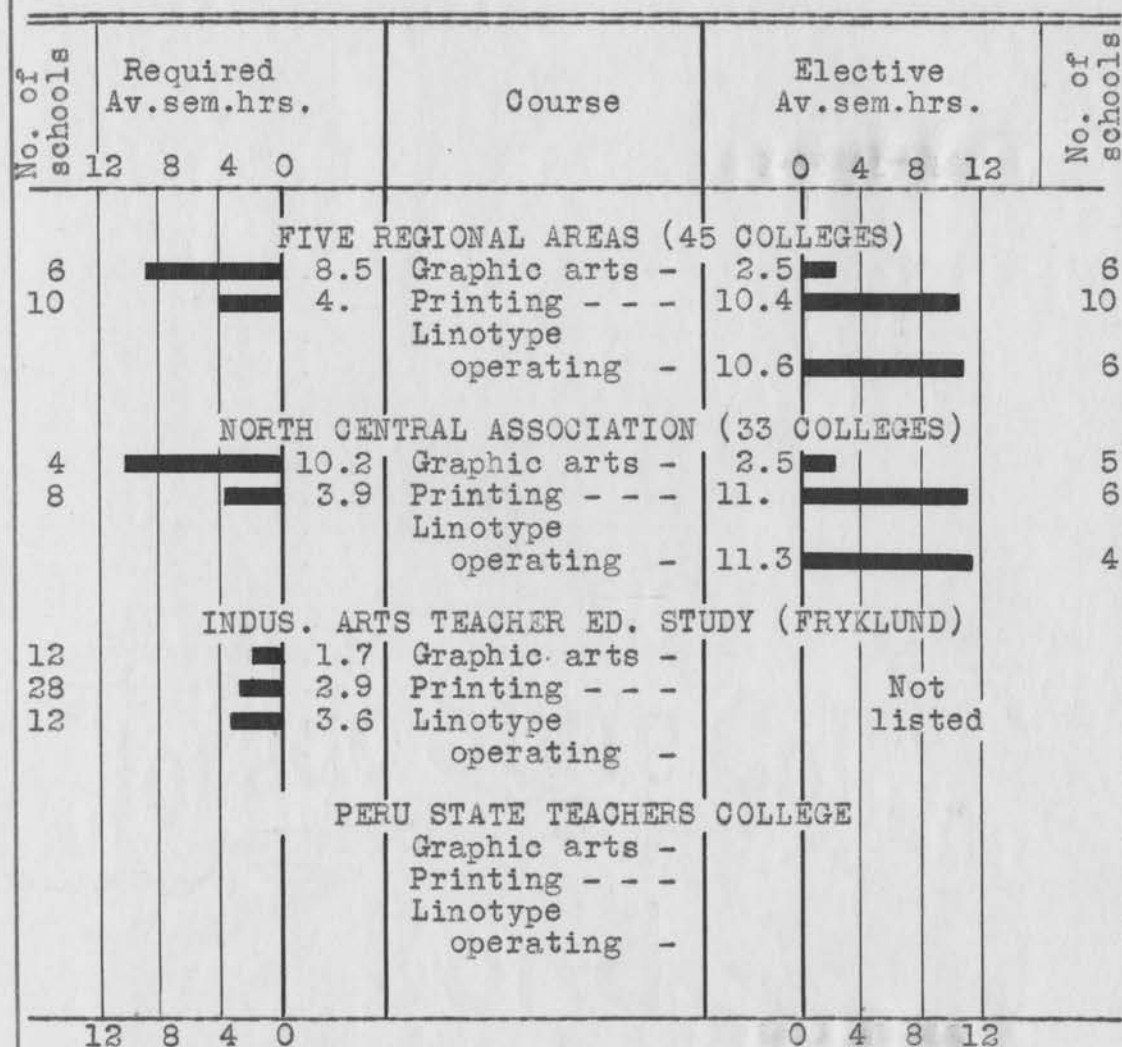 No. of schools
Required Av.sem.hrs.
Course
Elective Av.sem.hrs.
No. of schools
12 8 4 0 0 4 8 12
FIVE REGIONAL AREAS (45 COLLEGES)
6 8.5 Graphic arts - 2.5 6
10 4. Printing - - - 10.4 10
Linotype
operating - 10.6 6
NORTH CENTRAL ASSOCIATION (33 COLLEGES)
4 10.2 Graphic arts - 2.5 5
8 3.9 Printing - - - 11. 6
Linotype
operating - 11.3 4
INDUS. ARTS TEACHER ED. STUDY (FRYKLUND)
12 1.7 Graphic arts -
28 2.9 Printing - - - Not
12 3.6 Linotype listed
operating -
PERU STATE TEACHERS COLLEGE
Graphic arts -
Printing - - -
Linotype
operating -
12 8 4 0 0 4 8 12